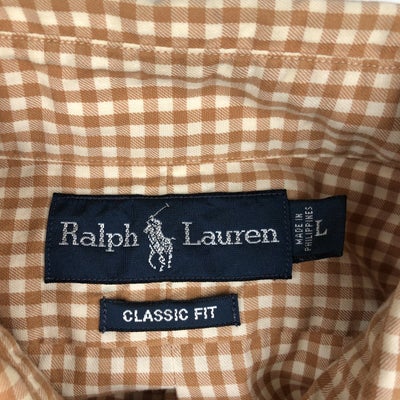 Ralph Lauren
L
MADE IN
PHILIPPINES
CLASSIC FIT